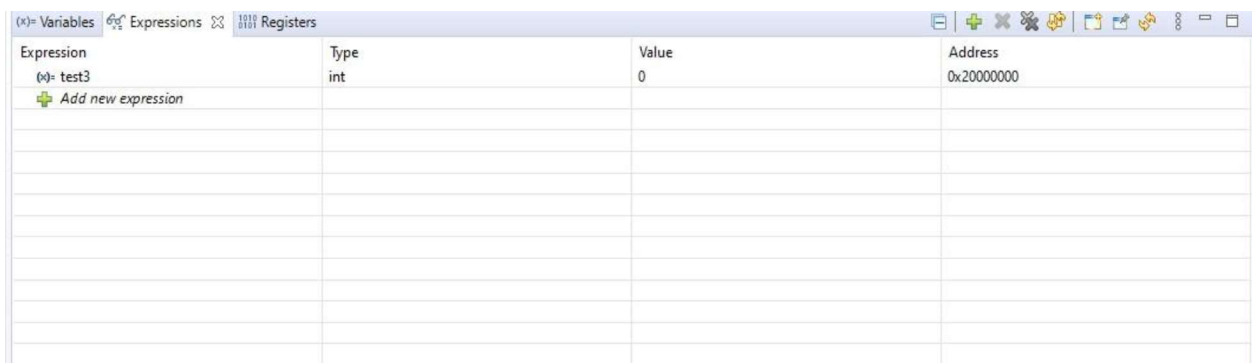 (x)= Variables Expressions Registers
Expression Type Value Address
(x)= test3 int 0 0x20000000
Add new expression